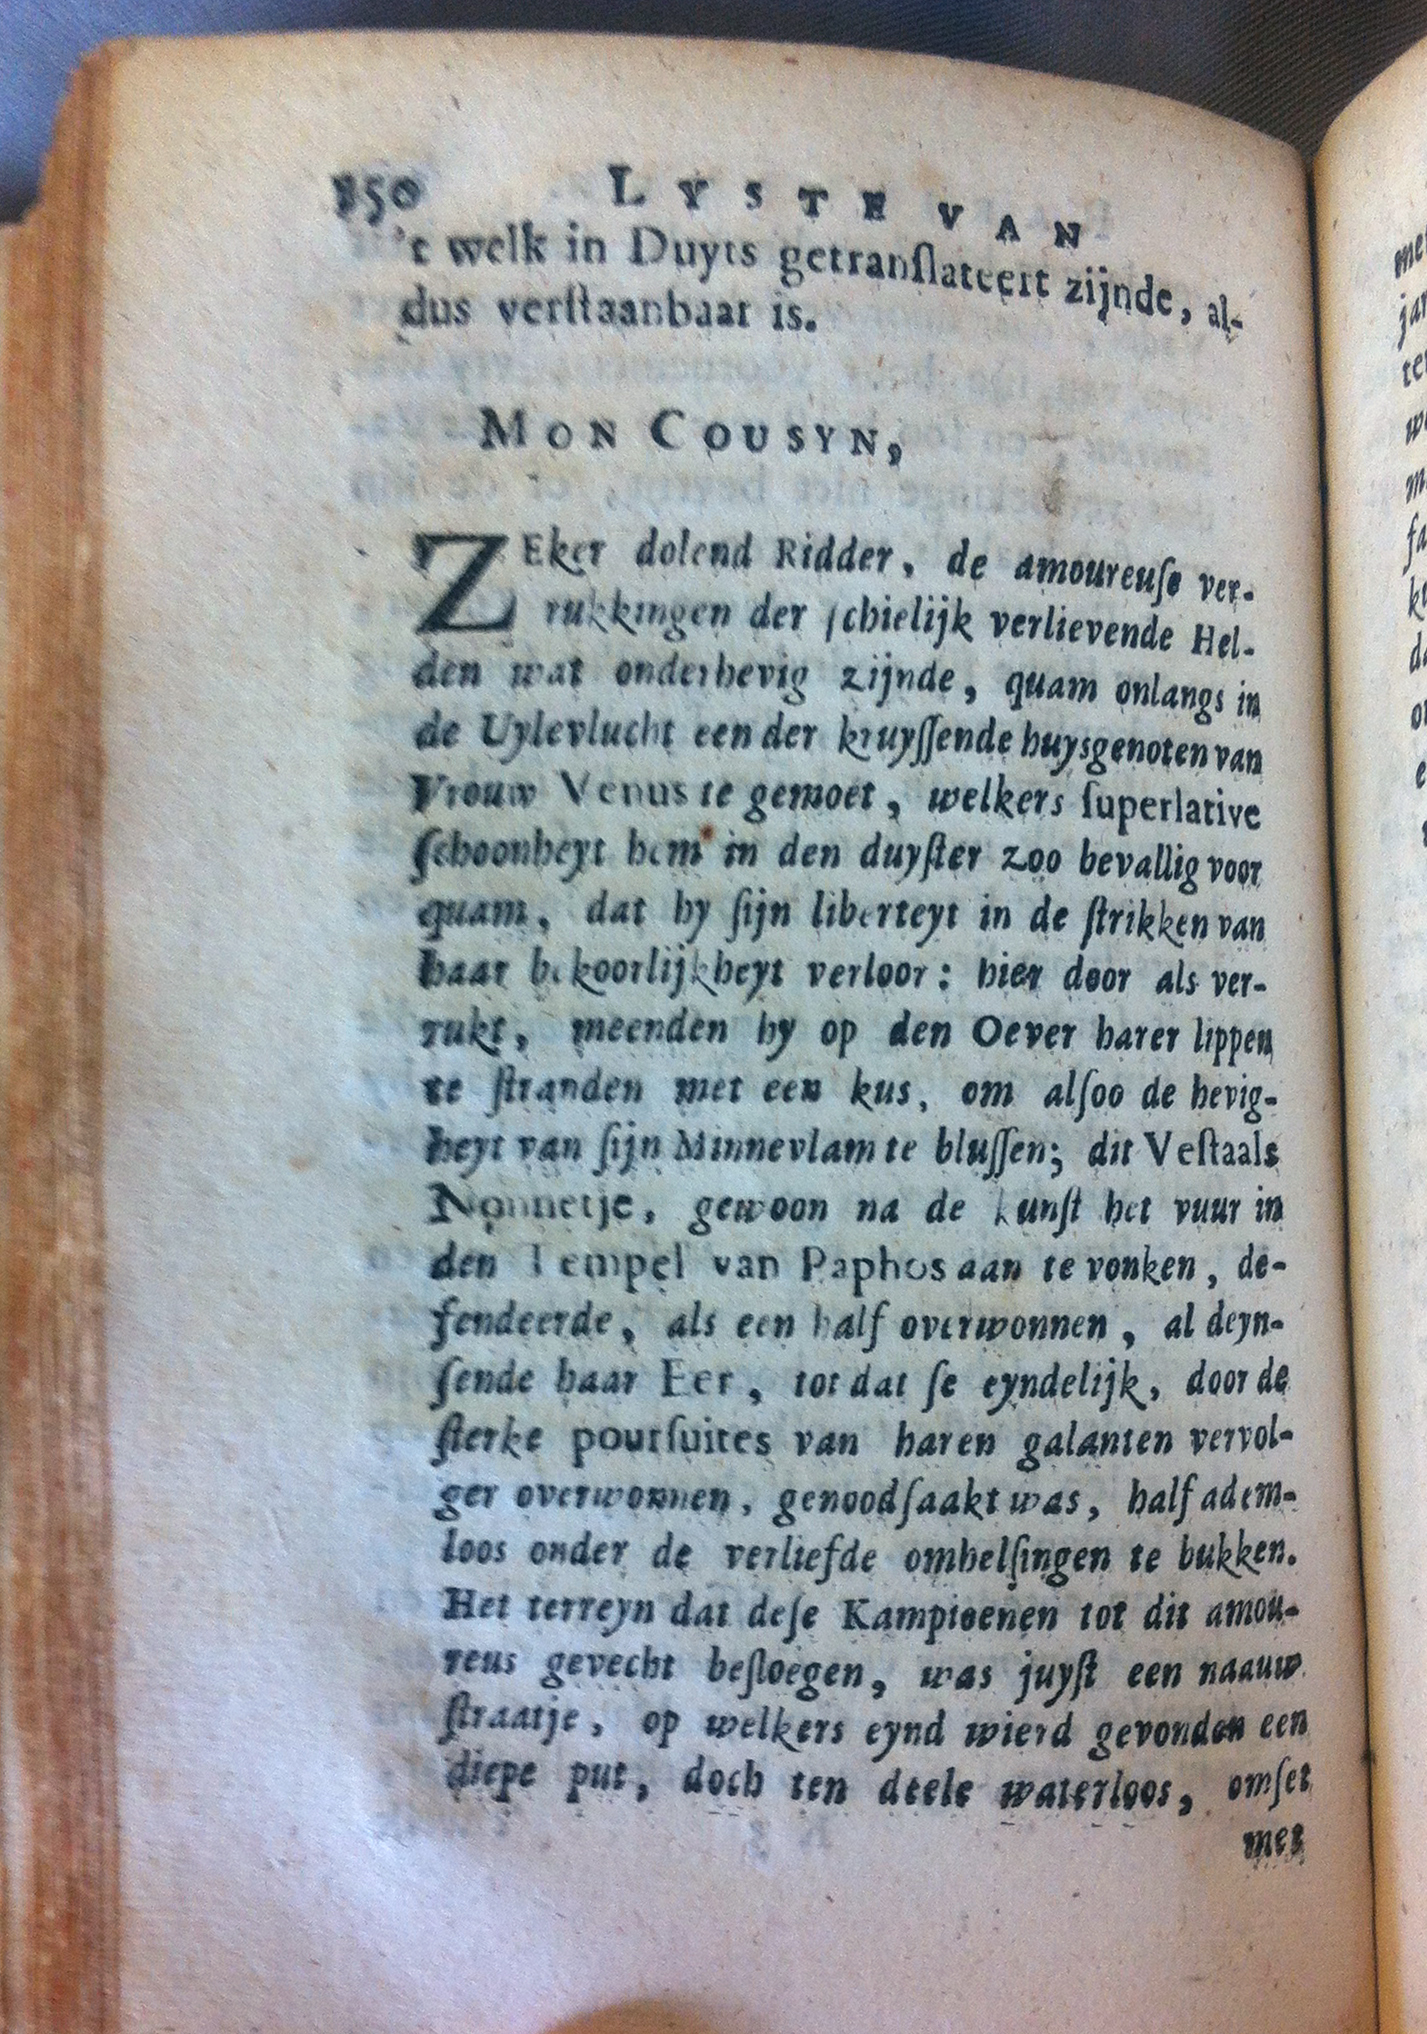 150 LYSTE VAN
't welk in Duyts getranſlateert zijnde, al-
dus verſtaanbaar is.
MON COUSYN,
ZEker dolend Ridder, de amoureuſe ver-
rukkingen der ſchielijk verlievende Hel-
den wat onderhevig zijnde, quam onlangs in
de Uylevlucht een der kruyſſende huysgenoten van
Vrouw Venus te gemoet, welkers ſuperlative
ſchoonheyt hem in den duyſter zoo bevallig voor
quam, dat hy ſijn liberteyt in de ſtrikken van
haar bekoorlijkheyt verloor: hier door als ver-
rukt, meenden hy op den Oever harer lippen
te ſtranden met een kus, om alſoo de hevig-
heyt van ſijn Minnevlam te bluſſen; dit Veſtaals
Nonnetje, gewoon na de kunſt het vuur in
den Tempel van Paphos aan te vonken, de-
fendeerde, als een half overwonnen, al deyn-
ſende haar Eer, tot dat ſe eyndelijk, door de
ſterke pourſuites van haren galanten vervol-
ger overwonnen, genoodſaakt was, half adem-
loos onder de verliefde omhelſingen te bukken.
Het terreyn dat deſe Kampioenen tot dit amou-
reus gevecht beſloegen, was juyſt een naauw
ſtraatje, op welkers eynd wierd gevonden een
diepe put, doch ten deele waterloos, omſet
met